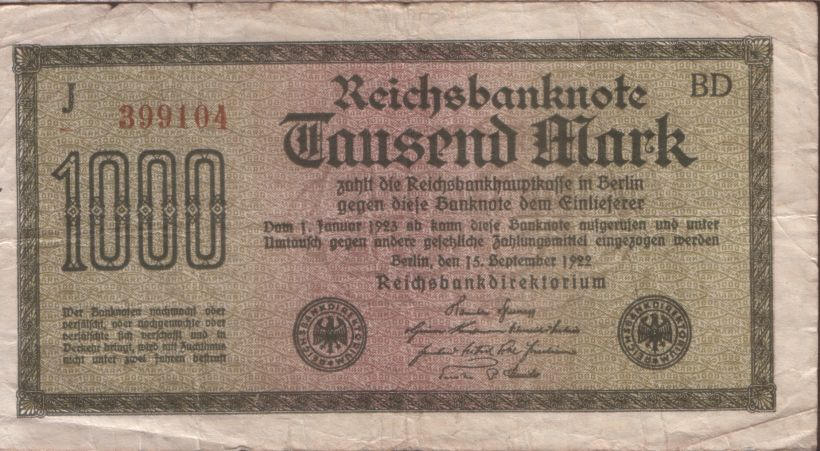 J
399104
1000
Reichsbanknote
BD
Tausend Mark
zahlt die Reichsbankhauptkasse in Berlin
gegen diese Banknote dem Einlieferer
Vom 1. Januar 1923 ab kann diese Banknote aufgerufen und unter
Umtausch gegen andere gesetzliche Zahlungsmittel eingezogen werden
Berlin, den 15. September 1922
Reichsbankdirektorium
Wer Banknoten nachmacht oder
verfälscht, oder nachgemachte oder
verfälschte sich verschafft und in
Verkehr bringt, wird mit Zuchthaus
nicht unter zwei Jahren bestraft
REICHSBANKDIREKTORIUM
REICHSBANKDIREKTORIUM